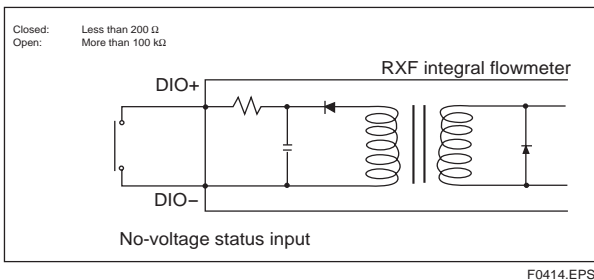 Closed: Less than 200 Ω
Open: More than 100 kΩ
RXF integral flowmeter
DIO+
DIO−
No-voltage status input
F0414.EPS